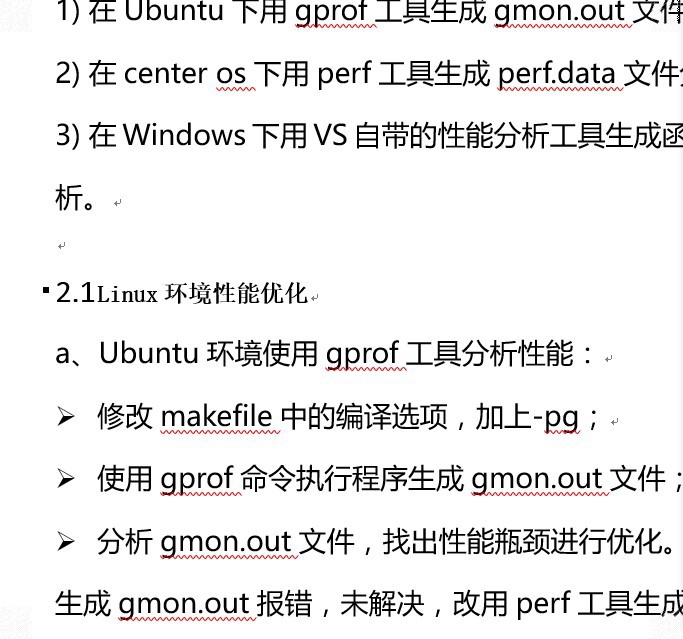 1) 在 Ubuntu 下用 gprof 工具生成 gmon.out 文件
2) 在 center os 下用 perf 工具生成 perf.data 文件
3) 在 Windows 下用 VS 自带的性能分析工具生成函
析。
2.1Linux 环境性能优化
a、Ubuntu 环境使用 gprof 工具分析性能：
➢ 修改 makefile 中的编译选项，加上-pg；
➢ 使用 gprof 命令执行程序生成 gmon.out 文件；
➢ 分析 gmon.out 文件，找出性能瓶颈进行优化。
生成 gmon.out 报错，未解决，改用 perf 工具生成